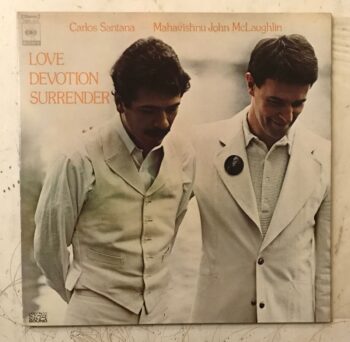 Carlos Santana Mahavishnu John McLaughlin
LOVE
DEVOTION
SURRENDER